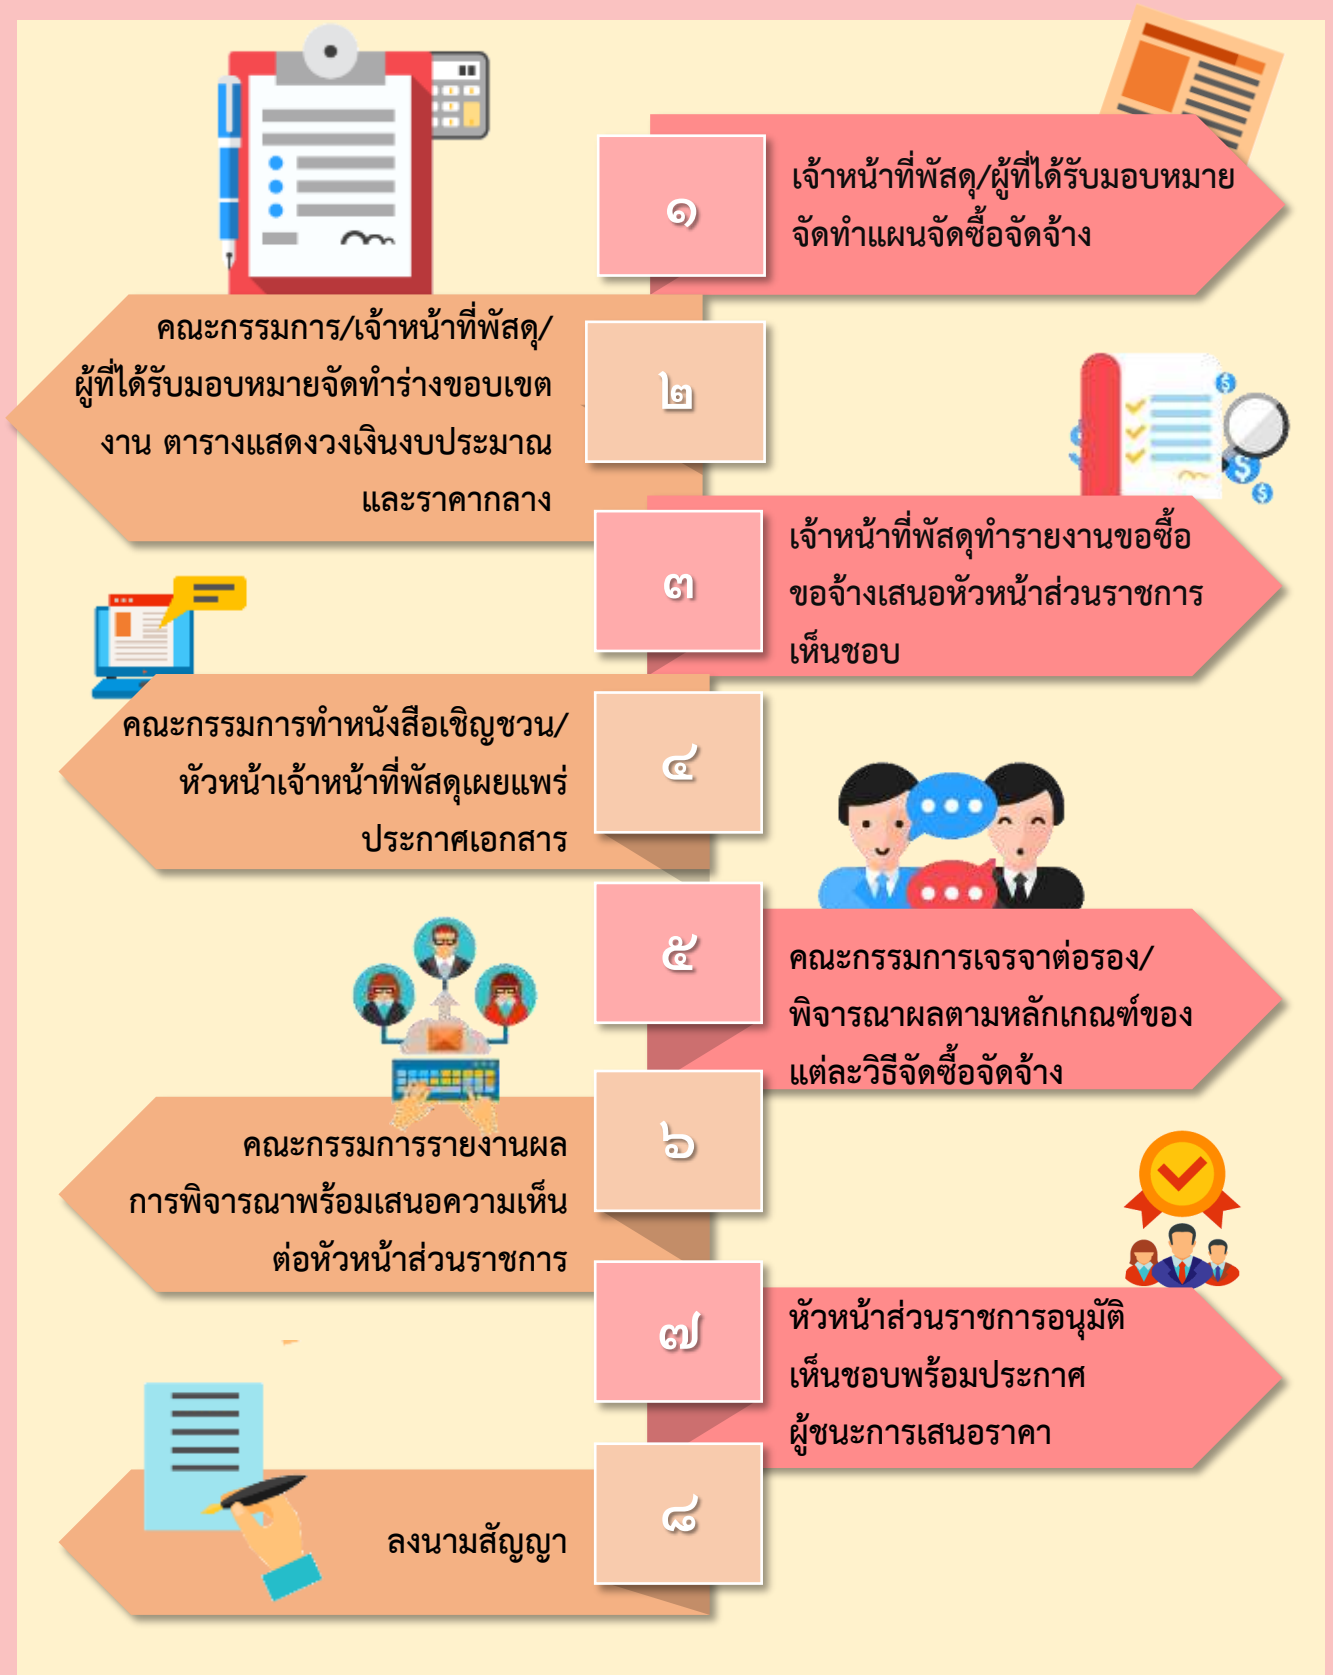 ๑
เจ้าหน้าที่พัสดุ/ผู้ที่ได้รับมอบหมาย
จัดทำแผนจัดซื้อจัดจ้าง
๒
คณะกรรมการ/เจ้าหน้าที่พัสดุ/
ผู้ที่ได้รับมอบหมายจัดทำร่างขอบเขต
งาน ตารางแสดงวงเงินงบประมาณ
และราคากลาง
๓
เจ้าหน้าที่พัสดุทำรายงานขอซื้อ
ขอจ้างเสนอหัวหน้าส่วนราชการ
เห็นชอบ
๔
คณะกรรมการทำหนังสือเชิญชวน/
หัวหน้าเจ้าหน้าที่พัสดุเผยแพร่
ประกาศเอกสาร
๕
คณะกรรมการเจรจาต่อรอง/
พิจารณาผลตามหลักเกณฑ์ของ
แต่ละวิธีจัดซื้อจัดจ้าง
๖
คณะกรรมการรายงานผล
การพิจารณาพร้อมเสนอความเห็น
ต่อหัวหน้าส่วนราชการ
๗
หัวหน้าส่วนราชการอนุมัติ
เห็นชอบพร้อมประกาศ
ผู้ชนะการเสนอราคา
๘
ลงนามสัญญา